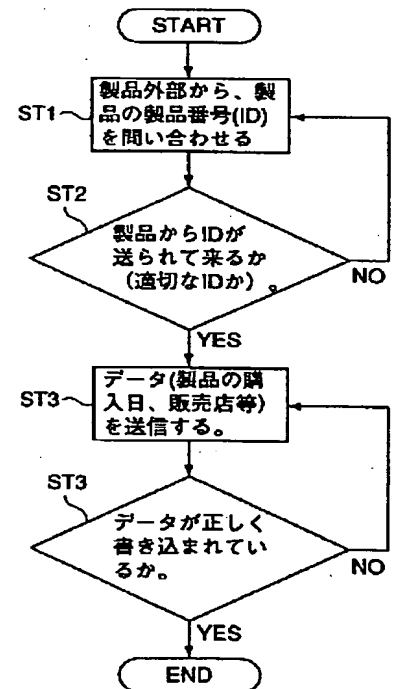 START
ST1
製品外部から、製
品の製品番号(ID)
を問い合わせる
ST2
製品からIDが
送られて来るか
（適切なIDか）。
NO
YES
ST3
データ(製品の購
入日、販売店等)
を送信する。
ST3
データが正しく
書き込まれてい
るか。
NO
YES
END